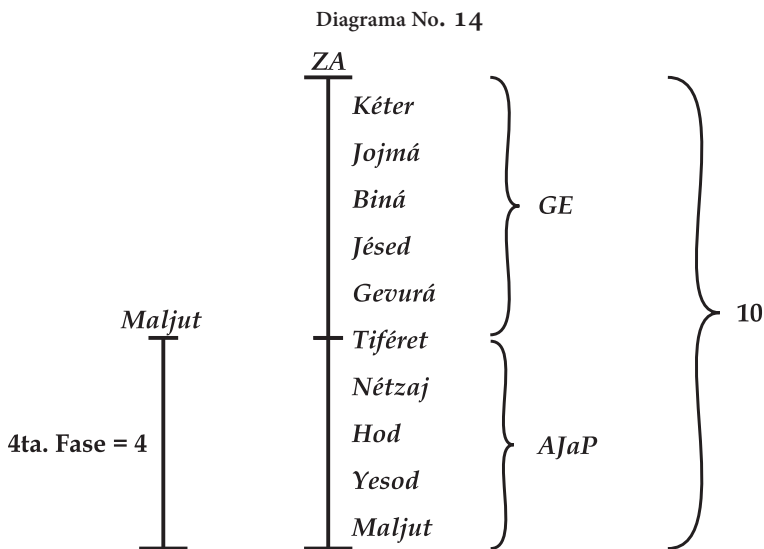 Diagrama No. 14
ZA
Kéter
Jojmá
Biná
Jésed
GE
Gevurá
10
Maljut
Tiféret
Nétzaj
Hod
4ta. Fase = 4
AJaP
Yesod
Maljut